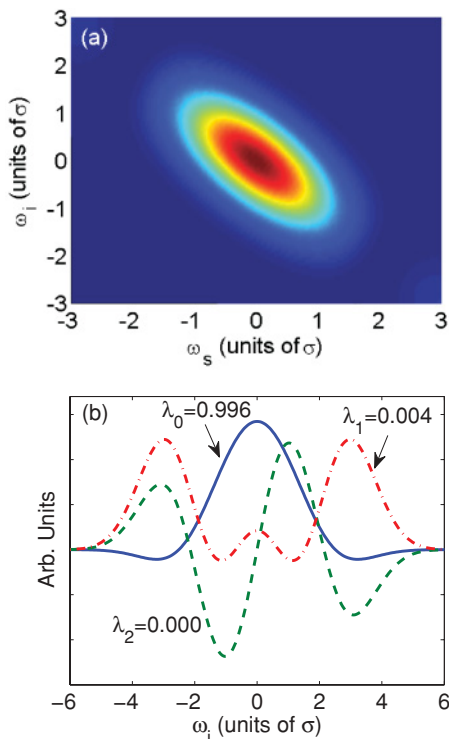 (a)
3
2
1
0
-1
-2
-3
ω_i (units of σ)
-3 -2 -1 0 1 2 3
ω_s (units of σ)
(b)
λ_0=0.996
λ_1=0.004
λ_2=0.000
Arb. Units
−6 −4 −2 0 2 4 6
ω_i (units of σ)